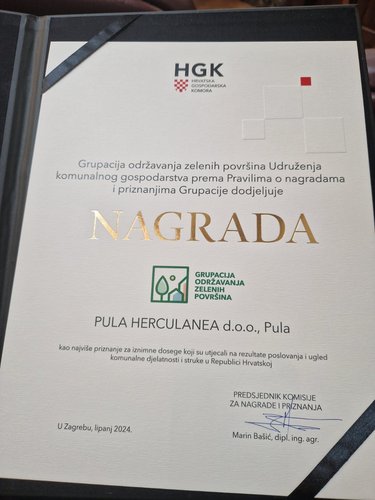 HGK
HRVATSKA
GOSPODARSKA
KOMORA
Grupacija održavanja zelenih površina Udruženja
komunalnog gospodarstva prema Pravilima o nagradama
i priznanjima Grupacije dodjeljuje
NAGRADA
GRUPACIJA
ODRŽAVANJA
ZELENIH
POVRŠINA
PULA HERCULANEA d.o.o., Pula
kao najviše priznanje za iznimne dosege koji su utjecali na rezultate poslovanja i ugled
komunalne djelatnosti i struke u Republici Hrvatskoj
PREDSJEDNIK KOMISIJE
ZA NAGRADE I PRIZNANJA
U Zagrebu, lipanj 2024.
Marin Bašić, dipl. ing. agr.